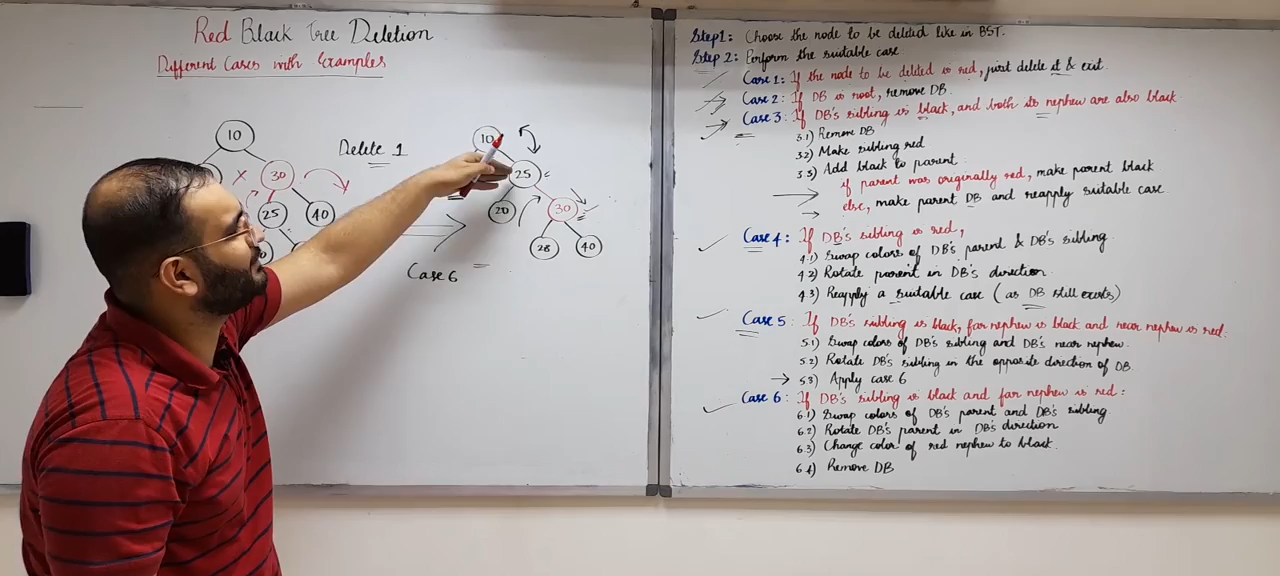 Red Black Tree Deletion
Different Cases with Examples
Delete 1
10
30
25
40
Case 6
10
25
20
30
28
40
Step 1: Choose the node to be deleted like in BST.
Step 2: Perform the suitable case
Case 1: If the node to be deleted is red, just delete it & exit.
Case 2: If DB is root, remove DB.
Case 3: If DB's sibling is black, and both its nephew are also black
3.1) Remove DB
3.2) Make sibling red
3.3) Add black to parent.
if parent was originally red, make parent black
else, make parent DB and reapply suitable case
Case 4: If DB's sibling is red,
4.1) Swap colors of DB's parent & DB's sibling
4.2) Rotate parent in DB's direction
4.3) Reapply a suitable case (as DB still exists)
Case 5: If DB's sibling is black, far nephew is black and near nephew is red.
5.1) Swap colors of DB's sibling and DB's near nephew.
5.2) Rotate DB's sibling in the opposite direction of DB.
5.3) Apply case 6
Case 6: If DB's sibling is black and far nephew is red:
6.1) Swap colors of DB's parent and DB's sibling
6.2) Rotate DB's parent in DB's direction
6.3) Change color of red nephew to black.
6.4) Remove DB